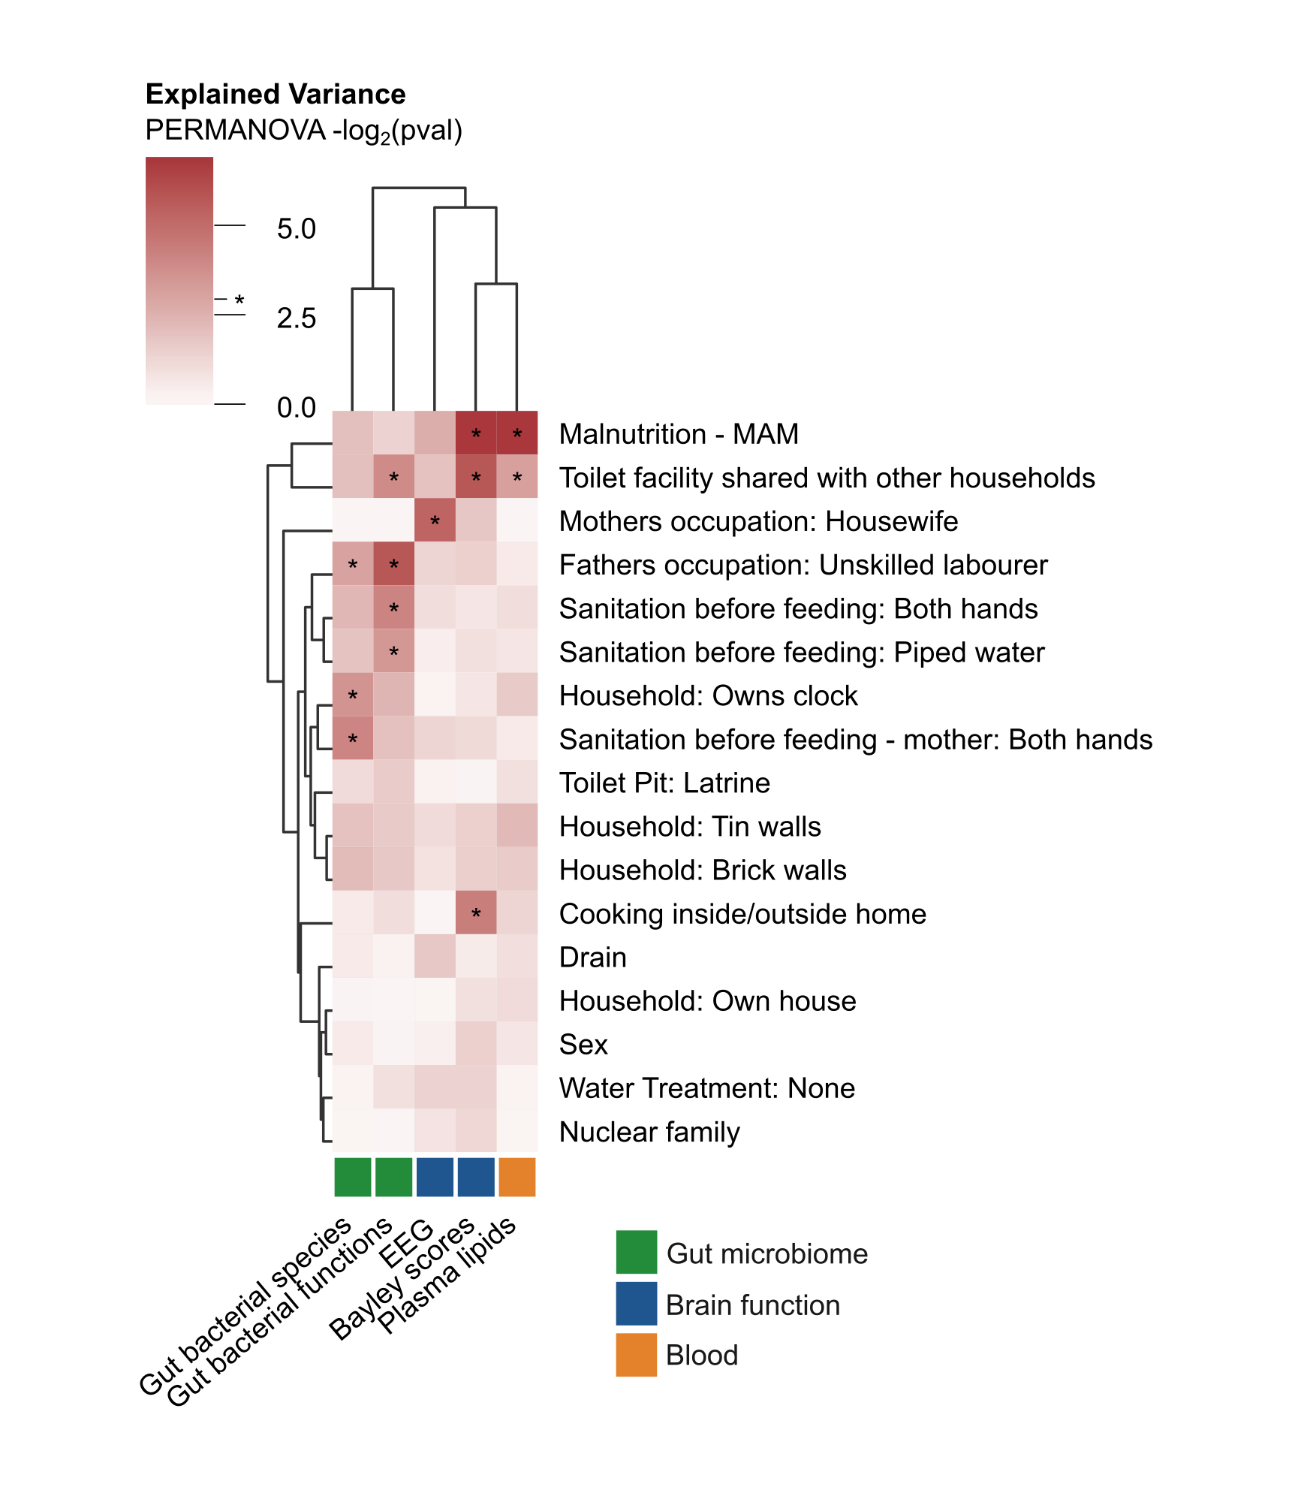 Explained Variance
PERMANOVA -log₂(pval)
5.0
*
2.5
0.0
Malnutrition - MAM
* *
Toilet facility shared with other households
* * *
Mothers occupation: Housewife
*
Fathers occupation: Unskilled labourer
* *
Sanitation before feeding: Both hands
*
Sanitation before feeding: Piped water
*
Household: Owns clock
*
Sanitation before feeding - mother: Both hands
*
Toilet Pit: Latrine
Household: Tin walls
Household: Brick walls
Cooking inside/outside home
*
Drain
Household: Own house
Sex
Water Treatment: None
Nuclear family
Gut bacterial species
Gut bacterial functions
EEG
Bayley scores
Plasma lipids
Gut microbiome
Brain function
Blood